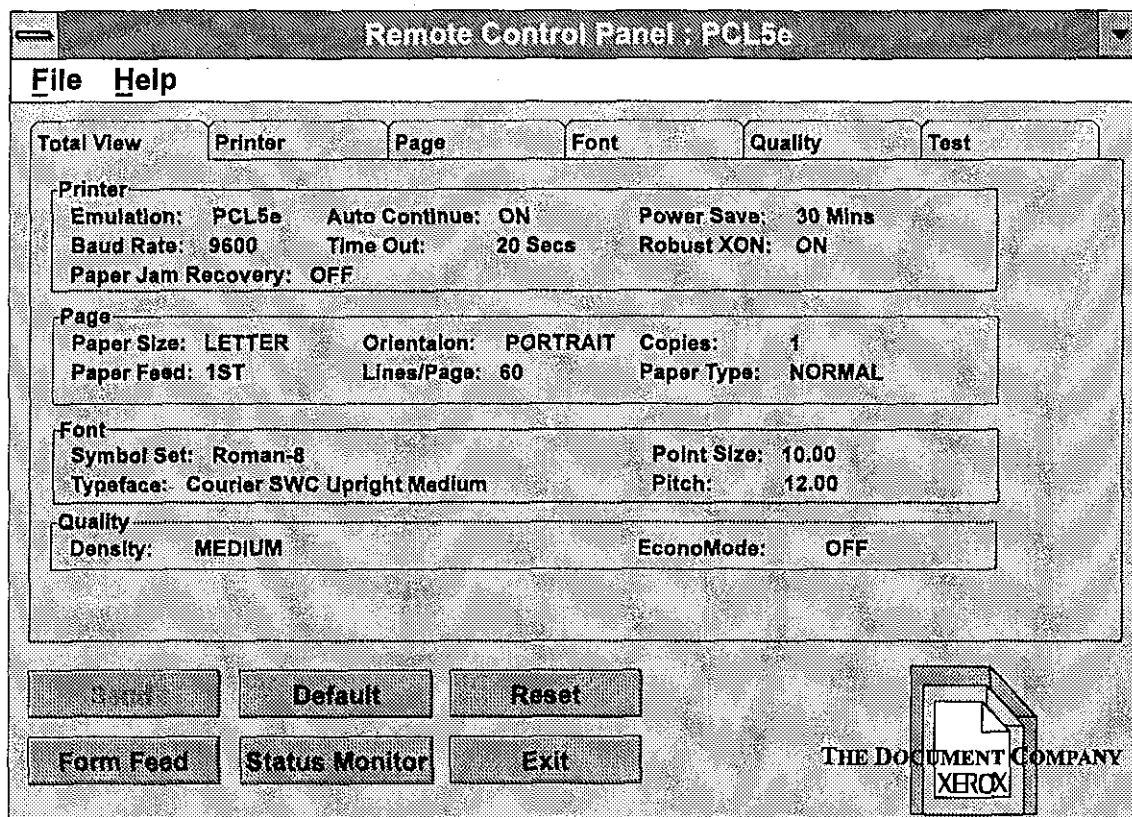 Remote Control Panel : PCL5e
File Help
Total View Printer Page Font Quality Test
Printer
Emulation: PCL5e Auto Continue: ON Power Save: 30 Mins
Baud Rate: 9600 Time Out: 20 Secs Robust XON: ON
Paper Jam Recovery: OFF
Page
Paper Size: LETTER Orientaion: PORTRAIT Copies: 1
Paper Feed: 1ST Lines/Page: 60 Paper Type: NORMAL
Font
Symbol Set: Roman-8 Point Size: 10.00
Typeface: Courier SWC Upright Medium Pitch: 12.00
Quality
Density: MEDIUM EconoMode: OFF
Default Reset
Form Feed Status Monitor Exit
THE DOCUMENT COMPANY
XEROX